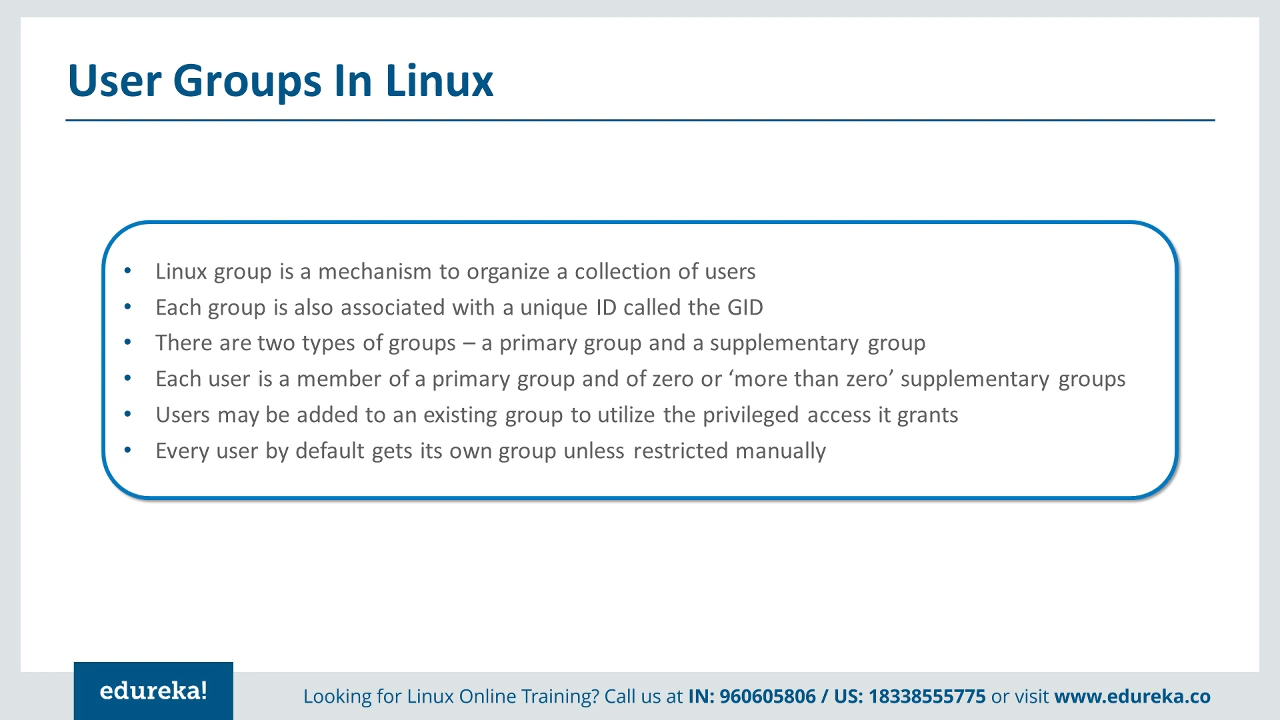 User Groups In Linux
• Linux group is a mechanism to organize a collection of users
• Each group is also associated with a unique ID called the GID
• There are two types of groups – a primary group and a supplementary group
• Each user is a member of a primary group and of zero or ‘more than zero’ supplementary groups
• Users may be added to an existing group to utilize the privileged access it grants
• Every user by default gets its own group unless restricted manually
edureka!
Looking for Linux Online Training? Call us at IN: 960605806 / US: 18338555775 or visit www.edureka.co